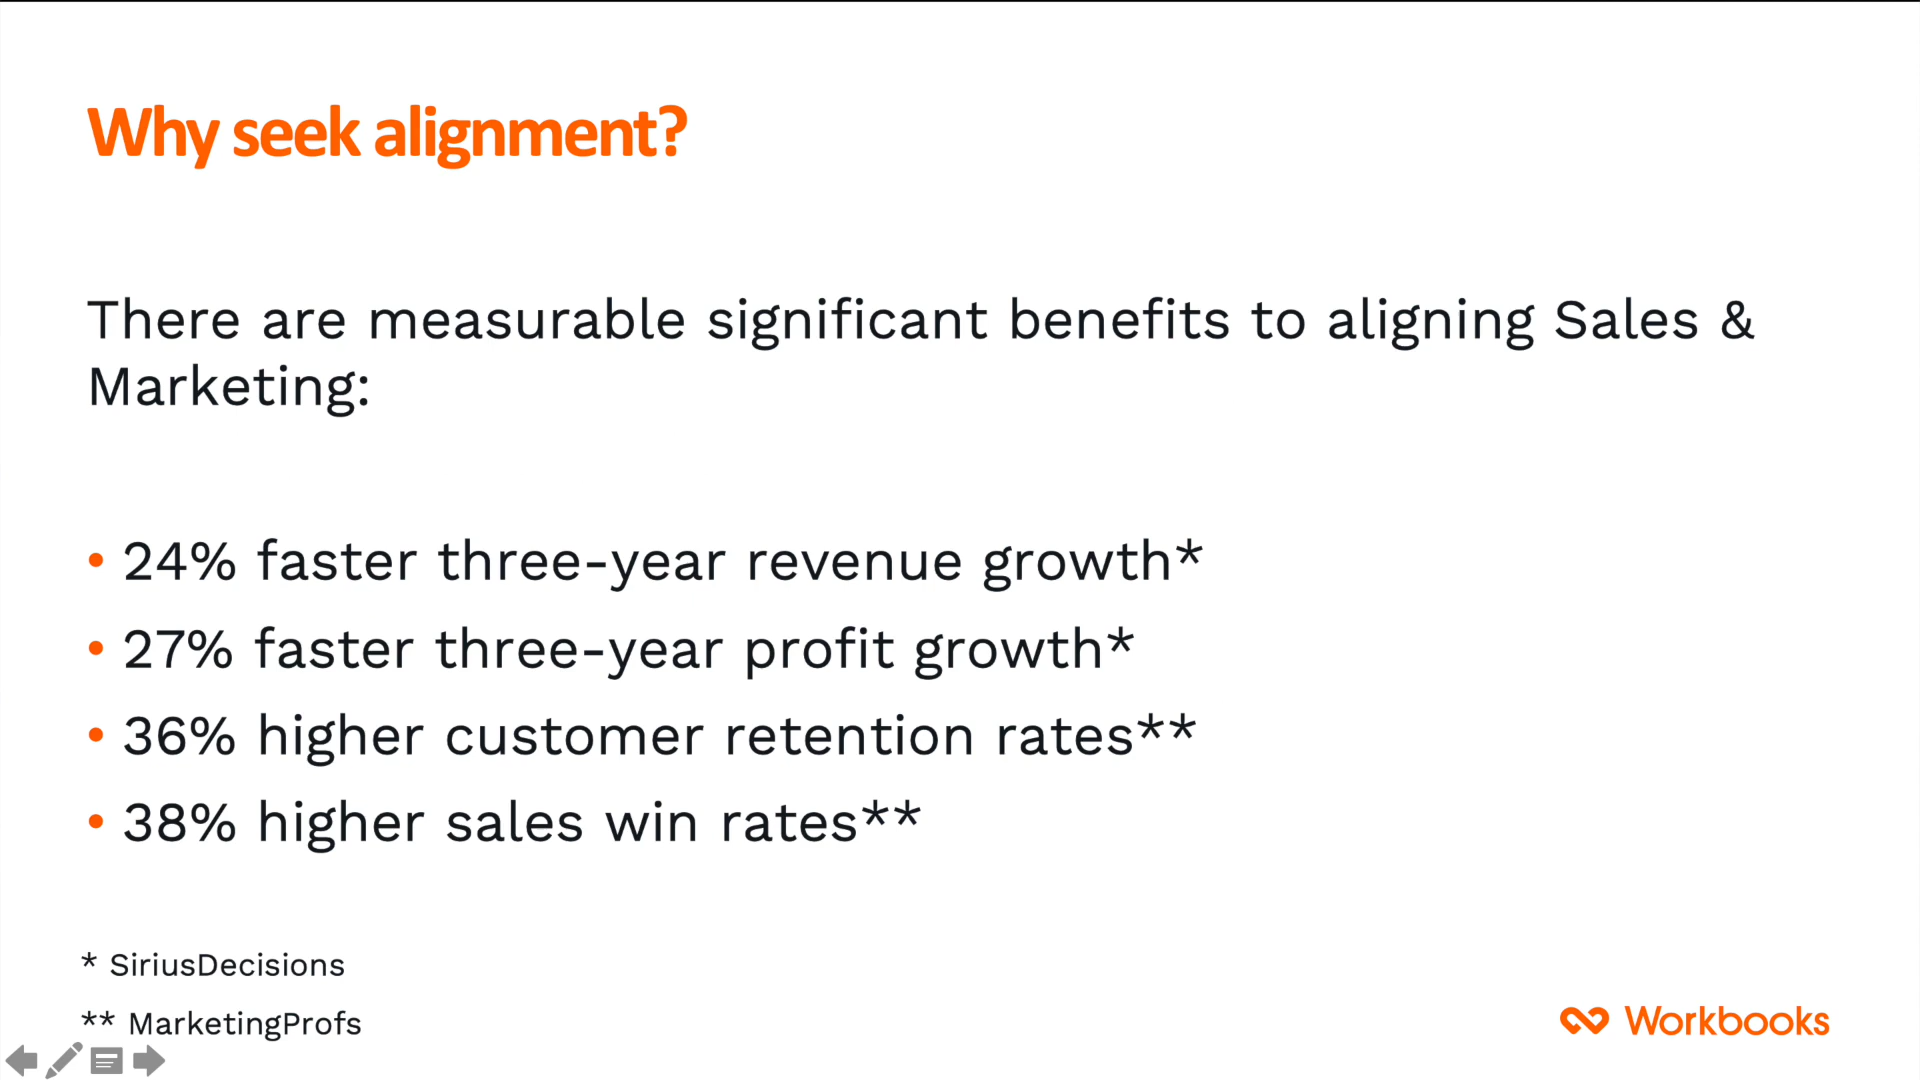 Why seek alignment?
There are measurable significant benefits to aligning Sales &
Marketing:
• 24% faster three-year revenue growth*
• 27% faster three-year profit growth*
• 36% higher customer retention rates**
• 38% higher sales win rates**
* SiriusDecisions
** MarketingProfs
Workbooks